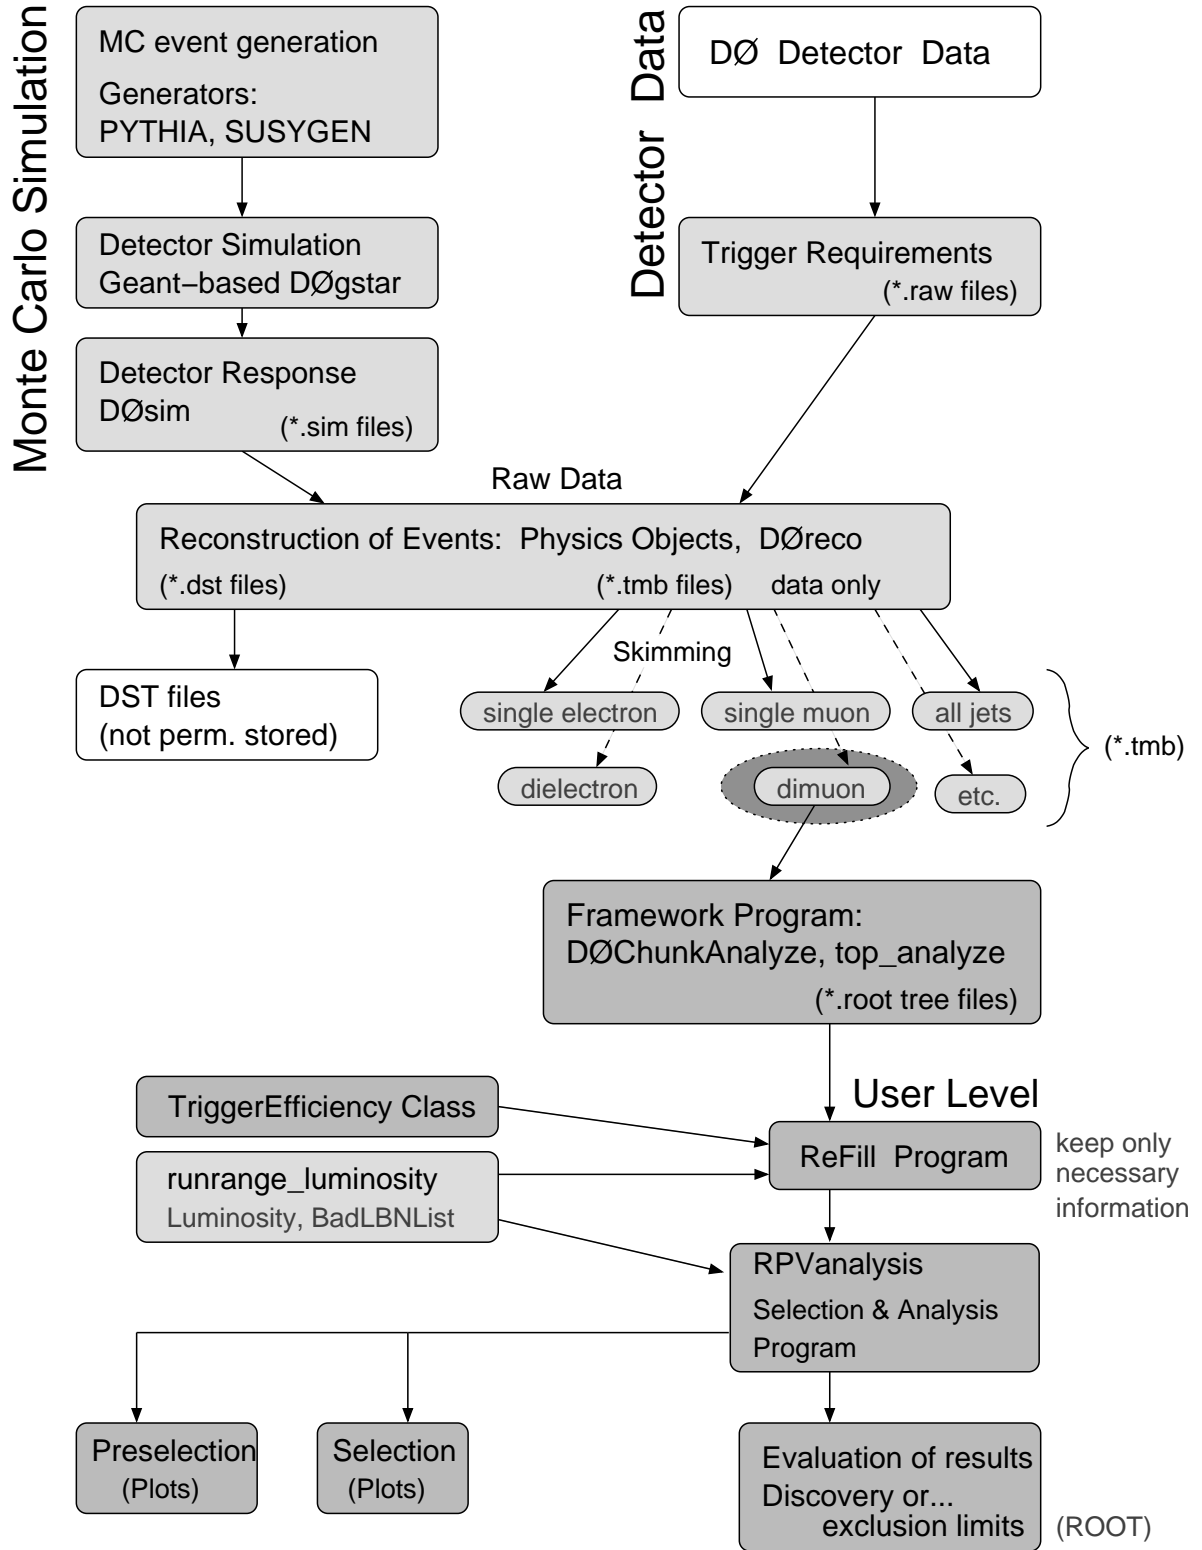 Monte Carlo Simulation
MC event generation
Generators:
PYTHIA, SUSYGEN
Detector Simulation
Geant−based DØgstar
Detector Response
DØsim
(*.sim files)
Detector Data
DØ Detector Data
Trigger Requirements
(*.raw files)
Raw Data
Reconstruction of Events: Physics Objects, DØreco
(*.dst files) (*.tmb files) data only
DST files
(not perm. stored)
Skimming
single electron single muon all jets
dielectron dimuon etc.
(*.tmb)
Framework Program:
DØChunkAnalyze, top_analyze
(*.root tree files)
User Level
TriggerEfficiency Class
runrange_luminosity
Luminosity, BadLBNList
ReFill Program
keep only
necessary
information
RPVanalysis
Selection & Analysis
Program
Preselection
(Plots)
Selection
(Plots)
Evaluation of results
Discovery or...
exclusion limits
(ROOT)